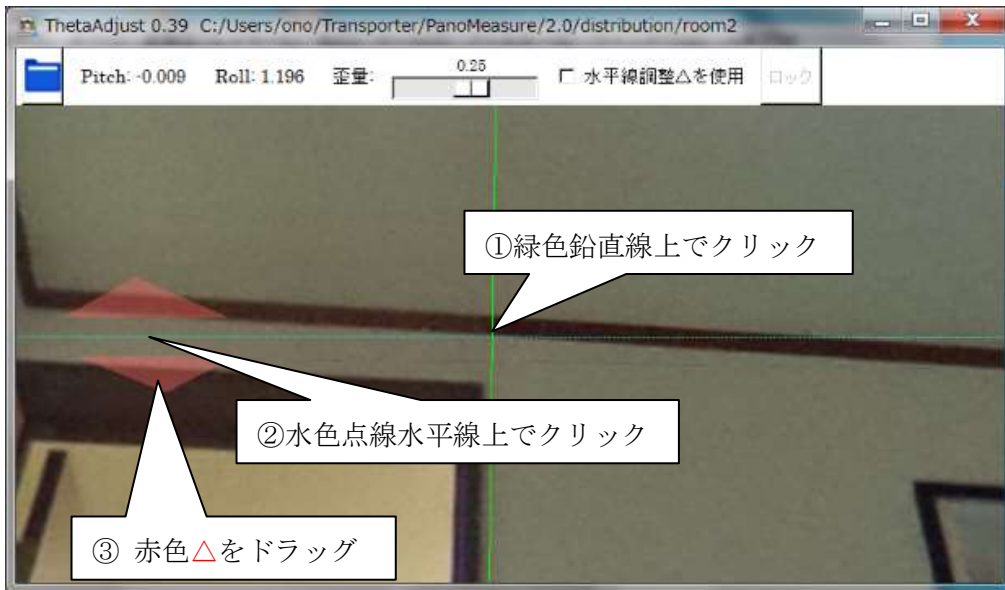 ThetaAdjust 0.39 C:/Users/ono/Transporter/PanoMeasure/2.0/distribution/room2
Pitch: -0.009 Roll: 1.196 歪量: 0.25 水平線調整△を使用 ロック
①緑色鉛直線上でクリック
②水色点線水平線上でクリック
③ 赤色△をドラッグ